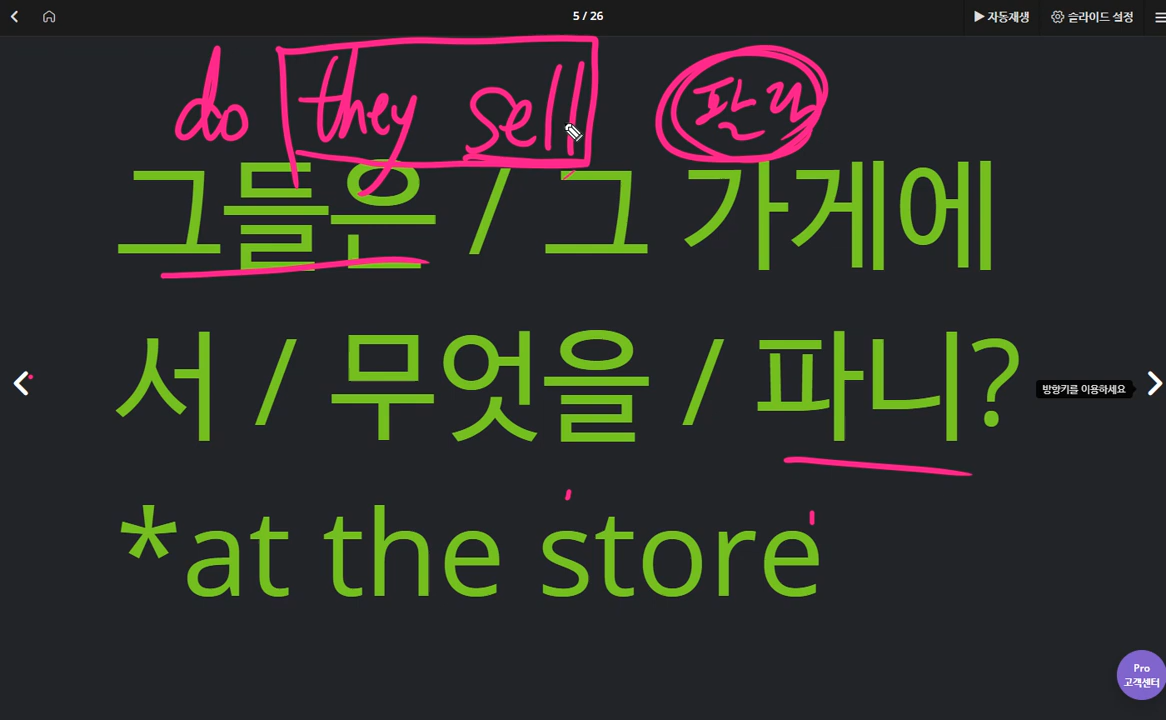 5 / 26
자동재생
슬라이드 설정
do they sell
그들은 / 그 가게에
서 / 무엇을 / 파니?
방향키를 이용하세요
*at the store
Pro
고객센터